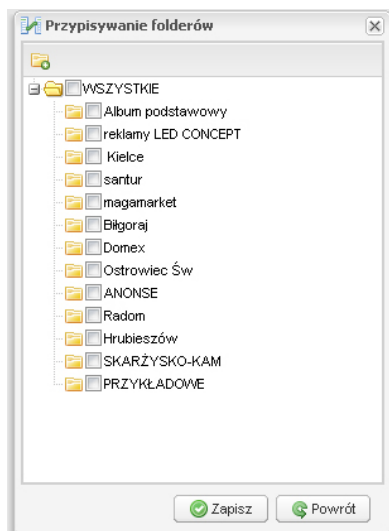 Przypisywanie folderów
WSZYSTKIE
Album podstawowy
reklamy LED CONCEPT
Kielce
santur
magamarket
Biłgoraj
Domex
Ostrowiec Św
ANONSE
Radom
Hrubieszów
SKARŻYSKO-KAM
PRZYKŁADOWE
Zapisz Powrót